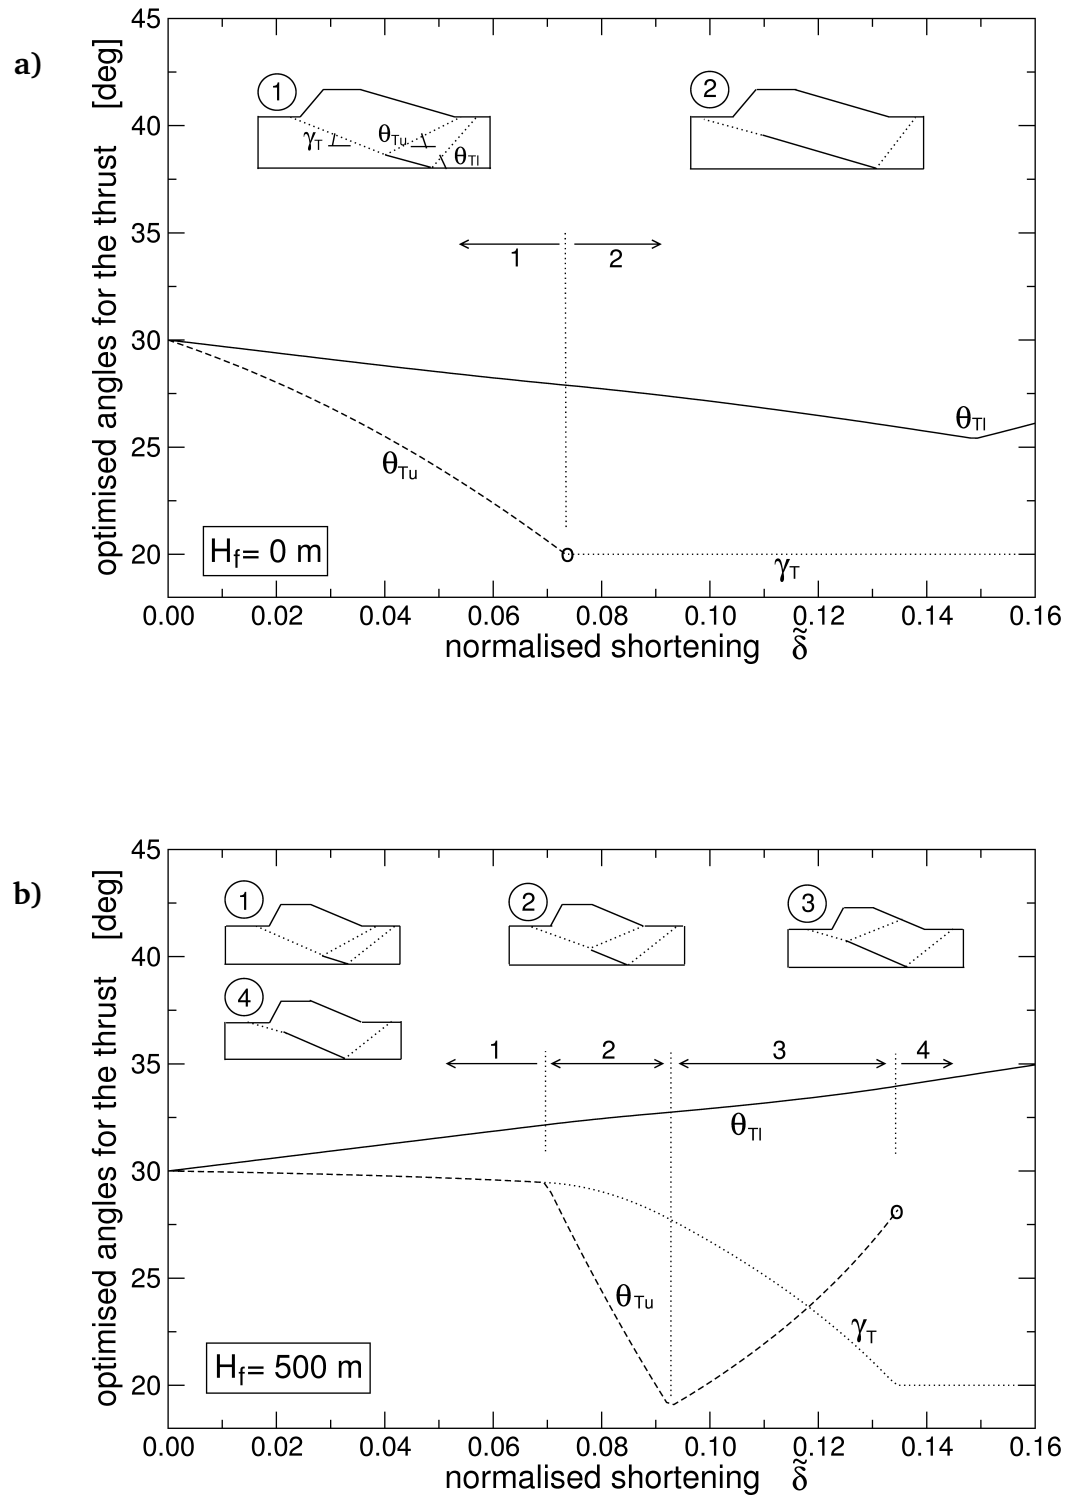 a)
optimised angles for the thrust [deg]
45
40
35
30
25
20
1
γT
θTu
θTl
2
1
2
θTu
θTl
γT
Hf= 0 m
0.00 0.02 0.04 0.06 0.08 0.10 0.12 0.14 0.16
normalised shortening δ̃
b)
optimised angles for the thrust [deg]
45
40
35
30
25
20
1
2
3
4
1
2
3
4
θTl
θTu
γT
Hf= 500 m
0.00 0.02 0.04 0.06 0.08 0.10 0.12 0.14 0.16
normalised shortening δ̃